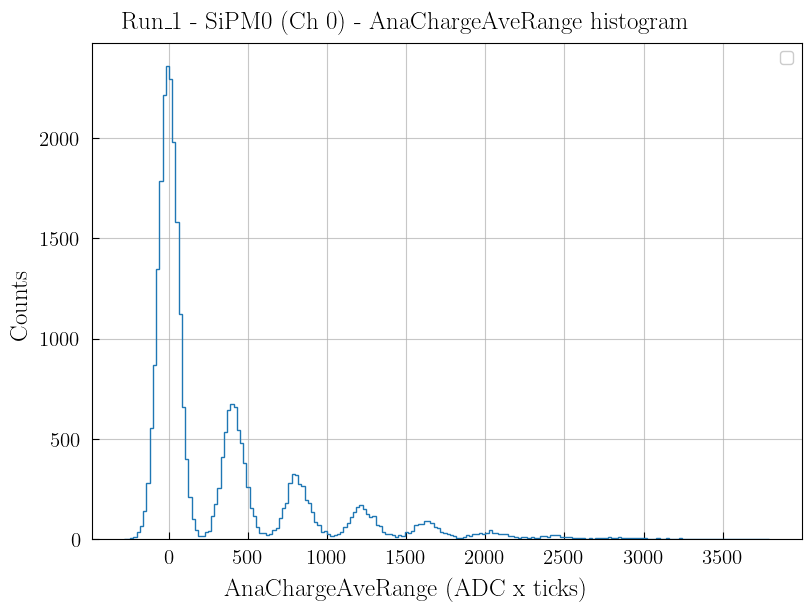 Run_1 - SiPM0 (Ch 0) - AnaChargeAveRange histogram
2000
1500
1000
500
0
Counts
0 500 1000 1500 2000 2500 3000 3500
AnaChargeAveRange (ADC x ticks)